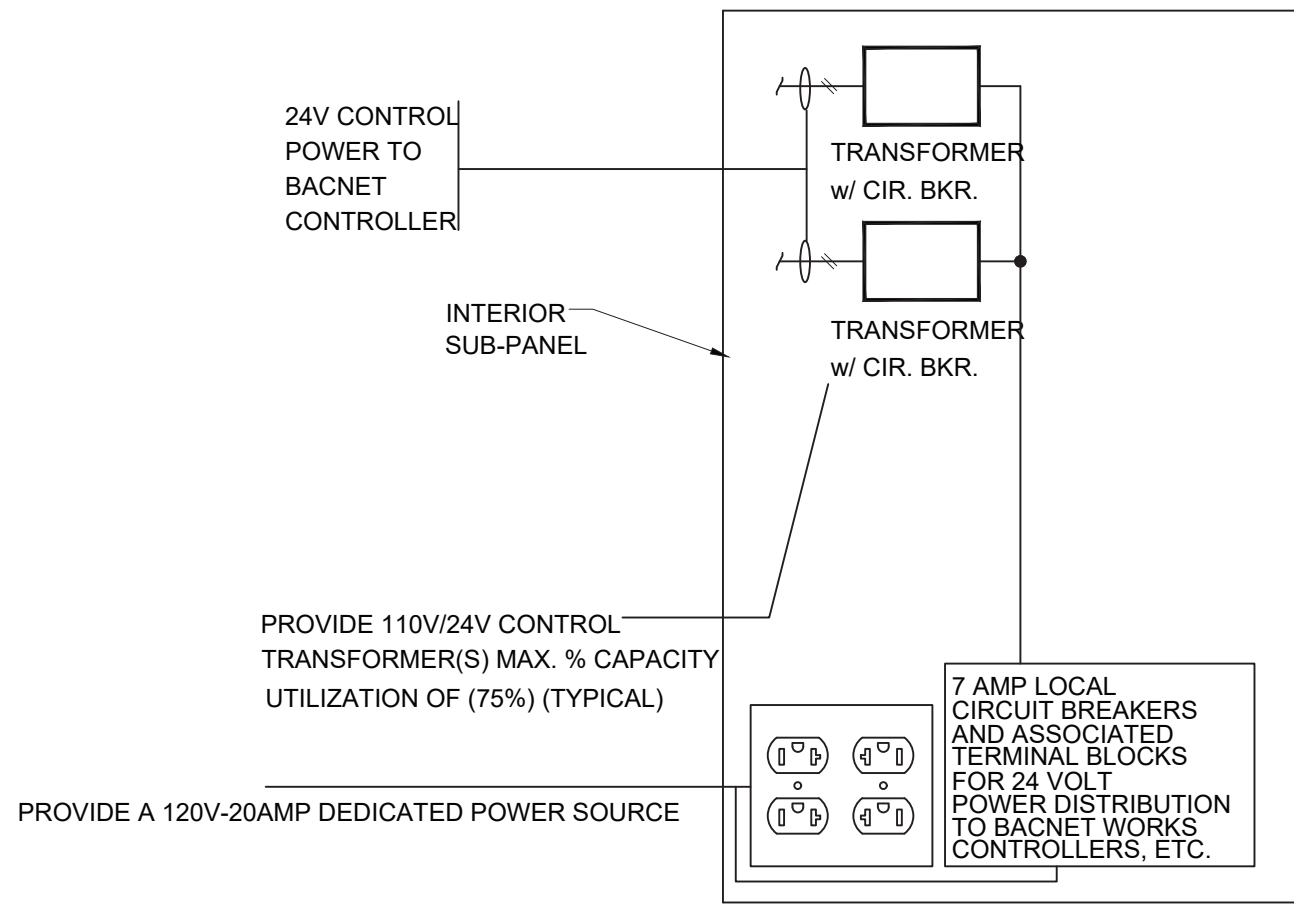 24V CONTROL
POWER TO
BACNET
CONTROLLER
TRANSFORMER
w/ CIR. BKR.
INTERIOR
SUB-PANEL
TRANSFORMER
w/ CIR. BKR.
PROVIDE 110V/24V CONTROL
TRANSFORMER(S) MAX. % CAPACITY
UTILIZATION OF (75%) (TYPICAL)
7 AMP LOCAL
CIRCUIT BREAKERS
AND ASSOCIATED
TERMINAL BLOCKS
FOR 24 VOLT
POWER DISTRIBUTION
TO BACNET WORKS
CONTROLLERS, ETC.
PROVIDE A 120V-20AMP DEDICATED POWER SOURCE